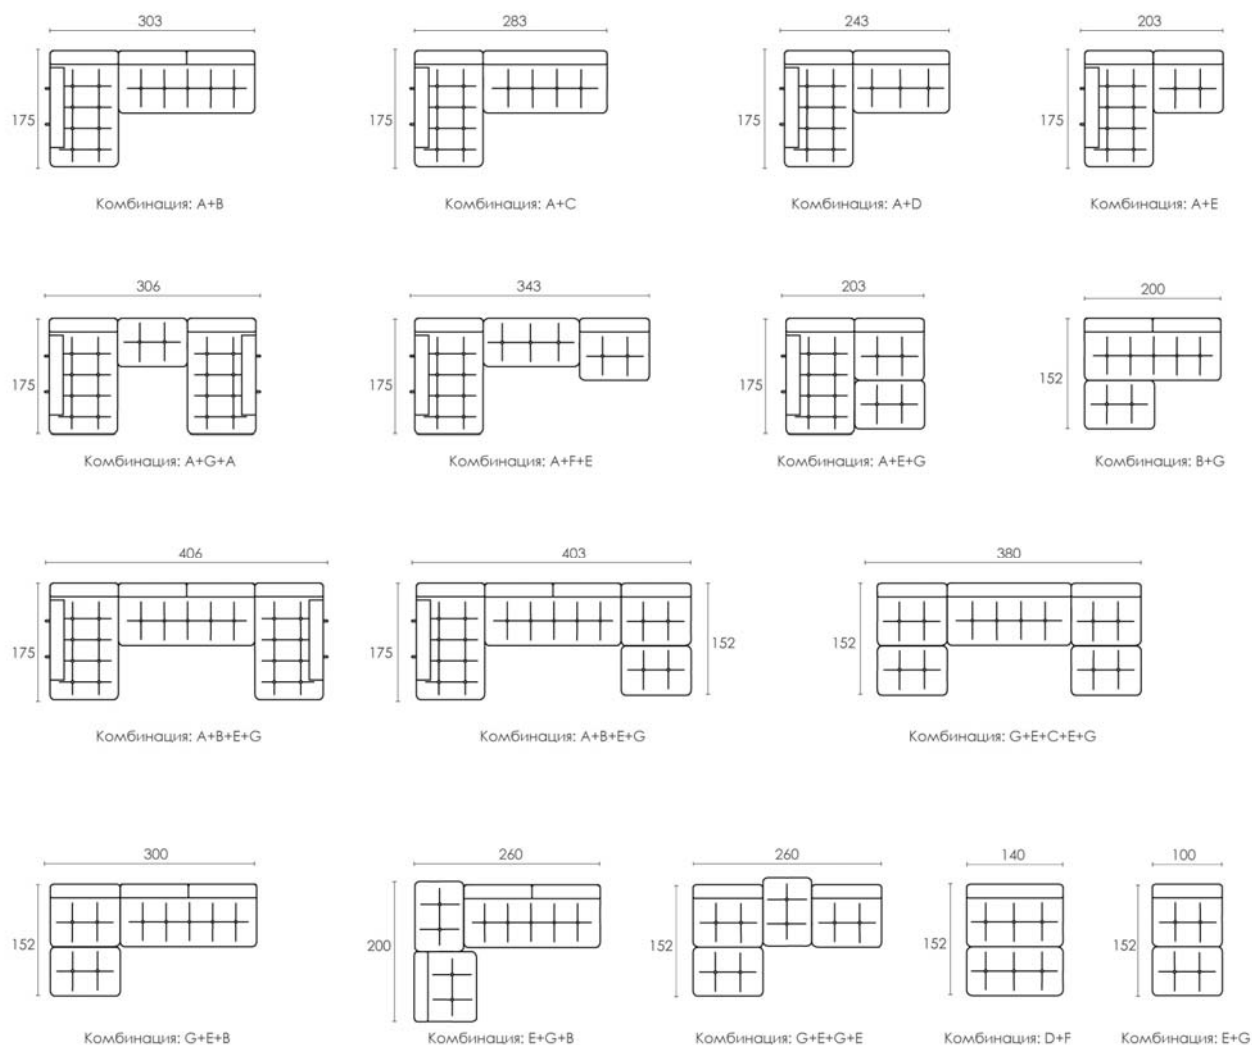 303
283
243
203
175
175
175
175
Комбинация: A+B
Комбинация: A+C
Комбинация: A+D
Комбинация: A+E
306
343
203
200
175
175
175
152
Комбинация: A+G+A
Комбинация: A+F+E
Комбинация: A+E+G
Комбинация: B+G
406
403
380
175
175
152
152
Комбинация: A+B+E+G
Комбинация: A+B+E+G
Комбинация: G+E+C+E+G
300
260
260
140
100
152
200
152
152
152
Комбинация: G+E+B
Комбинация: E+G+B
Комбинация: G+E+G+E
Комбинация: D+F
Комбинация: E+G